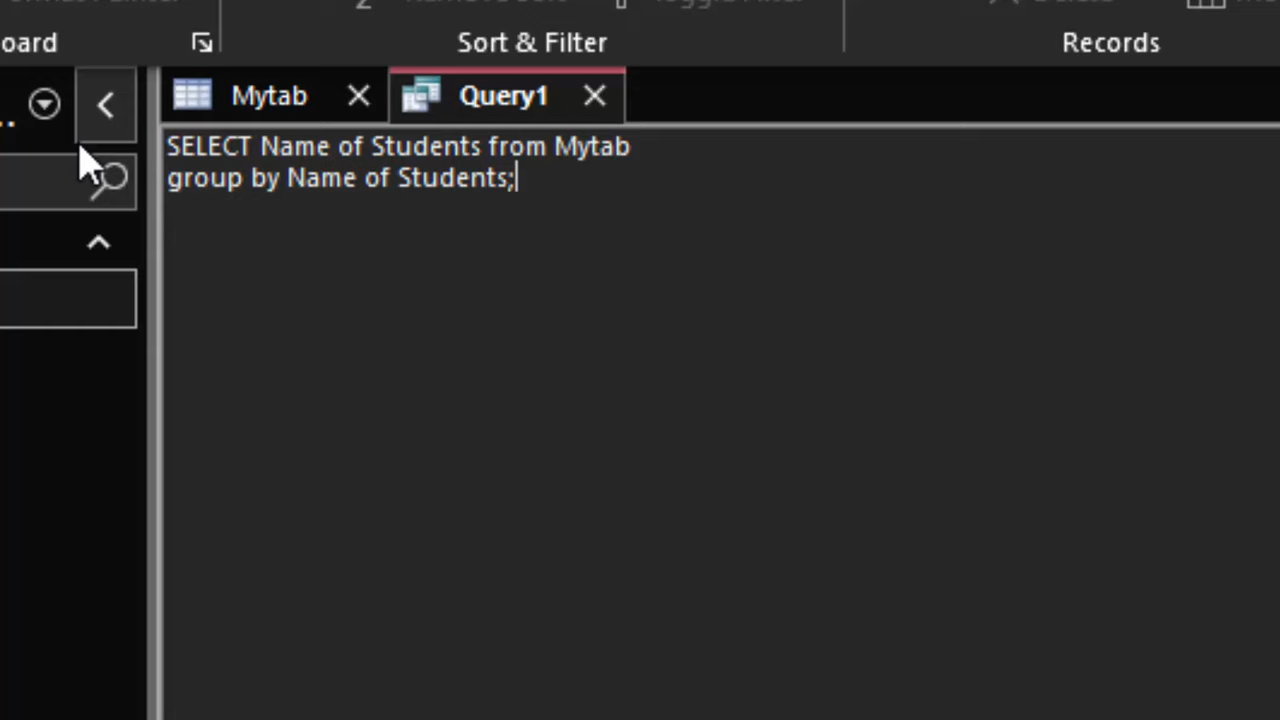 oard
Sort & Filter
Records
Mytab
Query1
SELECT Name of Students from Mytab
group by Name of Students;